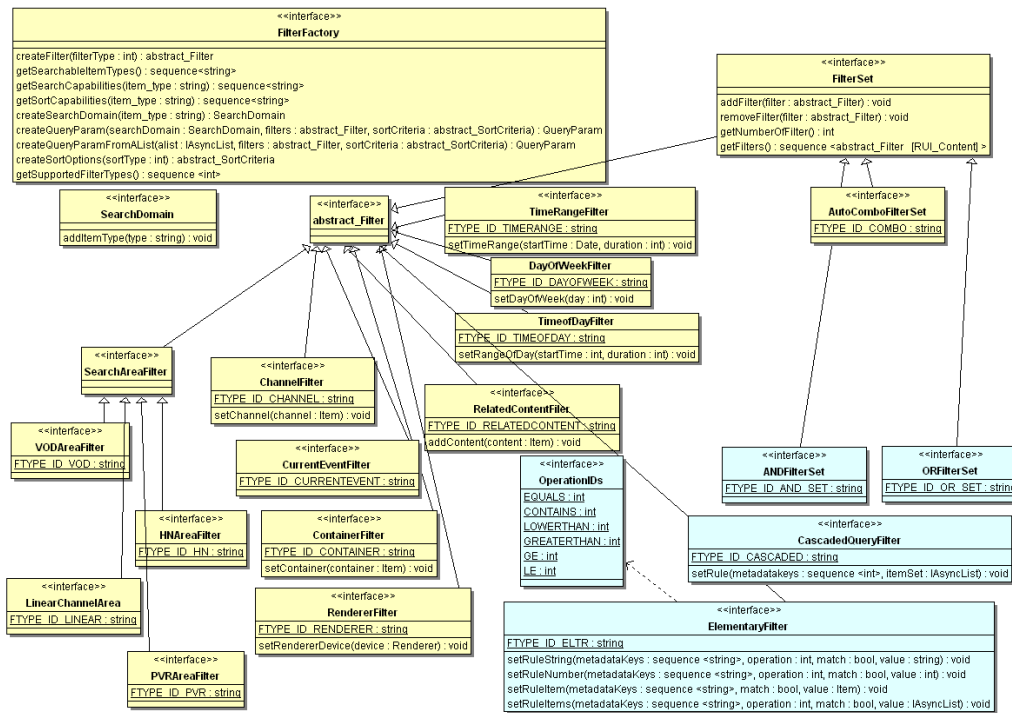 <<interface>>
FilterFactory
createFilter(filterType : int) : abstract_Filter
getSearchableItemTypes() : sequence<string>
getSearchCapabilities(item_type : string) : sequence<string>
getSortCapabilities(item_type : string) : sequence<string>
createSearchDomain(item_type : string) : SearchDomain
createQueryParam(searchDomain : SearchDomain, filters : abstract_Filter, sortCriteria : abstract_SortCriteria) : QueryParam
createQueryParamFromAList(alist : IAsyncList, filters : abstract_Filter, sortCriteria : abstract_SortCriteria) : QueryParam
createSortOptions(sortType : int) : abstract_SortCriteria
getSupportedFilterTypes() : sequence <int>
<<interface>>
FilterSet
addFilter(filter : abstract_Filter) : void
removeFilter(filter : abstract_Filter) : void
getNumberOfFilter() : int
getFilters() : sequence <abstract_Filter [RUI_Content] >
<<interface>>
SearchDomain
addItemType(type : string) : void
<<interface>>
abstract_Filter
<<interface>>
TimeRangeFilter
FTYPE_ID_TIMERANGE : string
setTimeRange(startTime : Date, duration : int) : void
<<interface>>
AutoComboFilterSet
FTYPE_ID_COMBO : string
<<interface>>
DayOfWeekFilter
FTYPE_ID_DAYOFWEEK : string
setDayOfWeek(day : int) : void
<<interface>>
TimeofDayFilter
FTYPE_ID_TIMEOFDAY : string
setRangeOfDay(startTime : int, duration : int) : void
<<interface>>
SearchAreaFilter
<<interface>>
ChannelFilter
FTYPE_ID_CHANNEL : string
setChannel(channel : Item) : void
<<interface>>
RelatedContentFiler
FTYPE_ID_RELATEDCONTENT : string
addContent(content : Item) : void
<<interface>>
VODAreaFilter
FTYPE_ID_VOD : string
<<interface>>
CurrentEventFilter
FTYPE_ID_CURRENTEVENT : string
<<interface>>
OperationIDs
EQUALS : int
CONTAINS : int
LOWERTHAN : int
GREATERTHAN : int
GE : int
LE : int
<<interface>>
ANDFilterSet
FTYPE_ID_AND_SET : string
<<interface>>
ORFilterSet
FTYPE_ID_OR_SET : string
<<interface>>
HNAreaFilter
FTYPE_ID_HN : string
<<interface>>
ContainerFilter
FTYPE_ID_CONTAINER : string
setContainer(container : Item) : void
<<interface>>
CascadedQueryFilter
FTYPE_ID_CASCADED : string
setRule(metadatakeys : sequence <int>, itemSet : IAsyncList) : void
<<interface>>
LinearChannelArea
FTYPE_ID_LINEAR : string
<<interface>>
RendererFilter
FTYPE_ID_RENDERER : string
setRendererDevice(device : Renderer) : void
<<interface>>
PVRAreaFilter
FTYPE_ID_PVR : string
<<interface>>
ElementaryFilter
FTYPE_ID_ELTR : string
setRuleString(metadataKeys : sequence <string>, operation : int, match : bool, value : string) : void
setRuleNumber(metadataKeys : sequence <string>, operation : int, match : bool, value : int) : void
setRuleItem(metadataKeys : sequence <string>, match : bool, value : Item) : void
setRuleItems(metadataKeys : sequence <string>, operation : int, match : bool, value : IAsyncList) : void